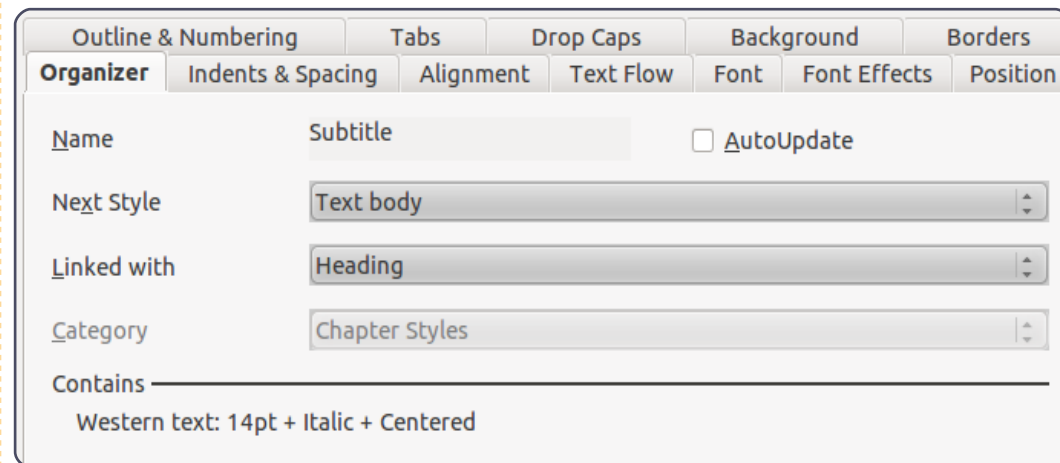 Outline & Numbering Tabs Drop Caps Background Borders
Organizer Indents & Spacing Alignment Text Flow Font Font Effects Position
Name Subtitle AutoUpdate
Next Style Text body
Linked with Heading
Category Chapter Styles
Contains
Western text: 14pt + Italic + Centered